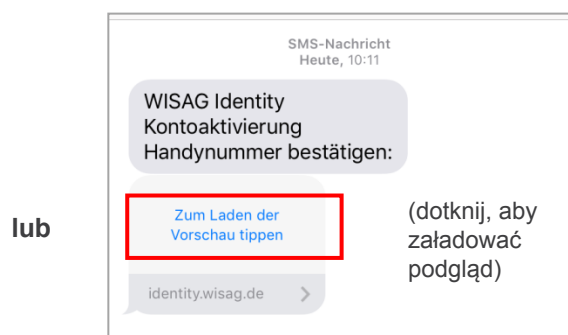 SMS-Nachricht
Heute, 10:11
WISAG Identity
Kontoaktivierung
Handynummer bestätigen:
lub
Zum Laden der
Vorschau tippen
(dotknij, aby
załadować
podgląd)
identity.wisag.de